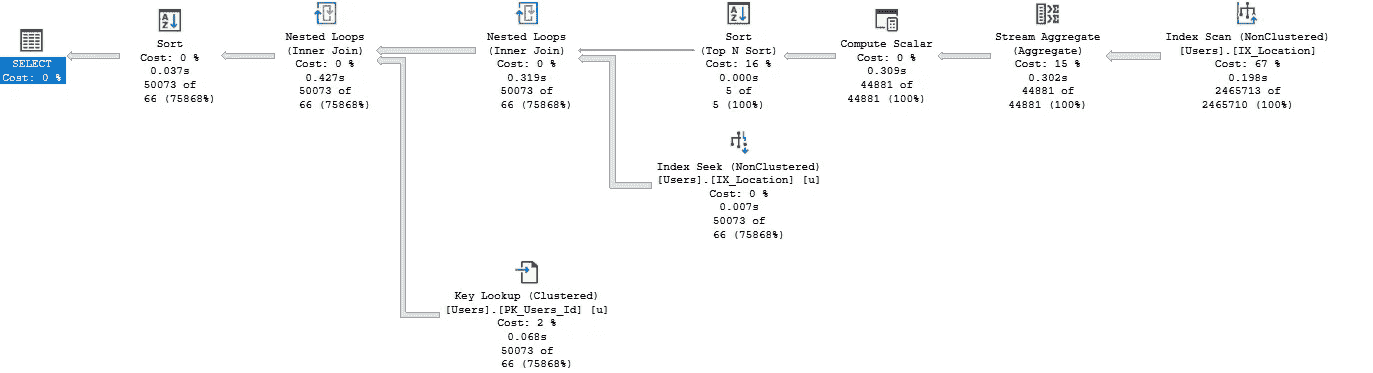 SELECT
Cost: 0 %
Sort
Cost: 0 %
0.037s
50073 of
66 (75868%)
Nested Loops
(Inner Join)
Cost: 0 %
0.427s
50073 of
66 (75868%)
Nested Loops
(Inner Join)
Cost: 0 %
0.319s
50073 of
66 (75868%)
Sort
(Top N Sort)
Cost: 16 %
0.000s
5 of
5 (100%)
Compute Scalar
Cost: 0 %
0.309s
44881 of
44881 (100%)
Stream Aggregate
(Aggregate)
Cost: 15 %
0.302s
44881 of
44881 (100%)
Index Scan (NonClustered)
[Users].[IX_Location]
Cost: 67 %
0.198s
2465713 of
2465710 (100%)
Index Seek (NonClustered)
[Users].[IX_Location] [u]
Cost: 0 %
0.007s
50073 of
66 (75868%)
Key Lookup (Clustered)
[Users].[PK_Users_Id] [u]
Cost: 2 %
0.068s
50073 of
66 (75868%)